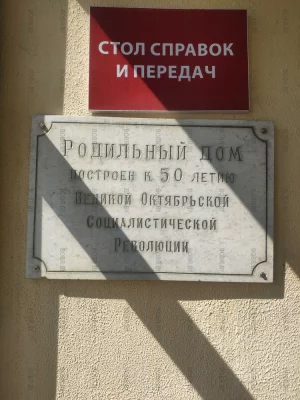 СТОЛ СПРАВОК
И ПЕРЕДАЧ
РОДИЛЬНЫЙ ДОМ
ПОСТРОЕН К 50 ЛЕТИЮ
ВЕЛИКОЙ ОКТЯБРЬСКОЙ
СОЦИАЛИСТИЧЕСКОЙ
РЕВОЛЮЦИИ